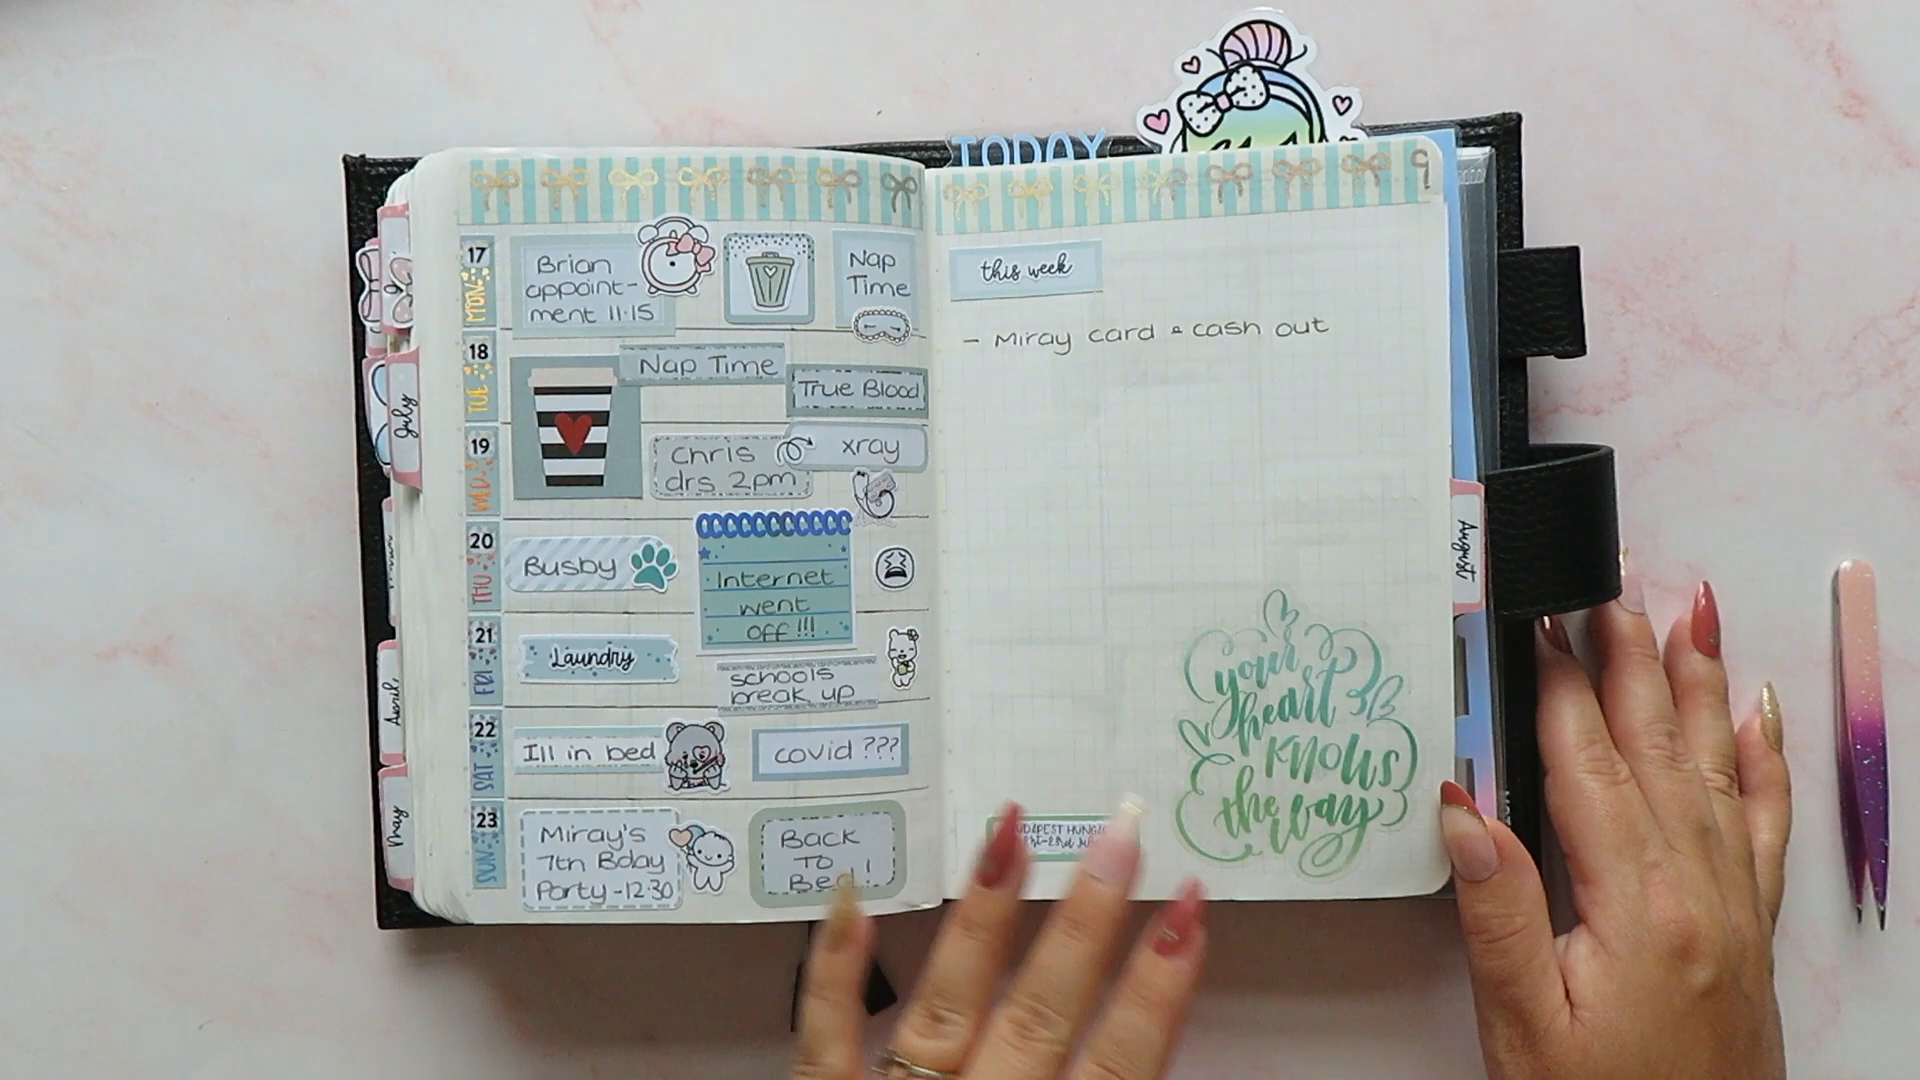 TODAY
17
MON
Brian
appoint-
ment 11.15
Nap
Time
18
TUE
Nap Time
True Blood
19
WED
Chris
drs 2pm
xray
20
THU
Busby
Internet
went
off!!!
21
FRI
Laundry
schools
break up
22
SAT
Ill in bed
covid ???
23
SUN
Miray's
7th Bday
Party -12.30
Back
To
Bed!
this week
- Miray card & cash out
your
heart
knows
the way
July
April
May
August